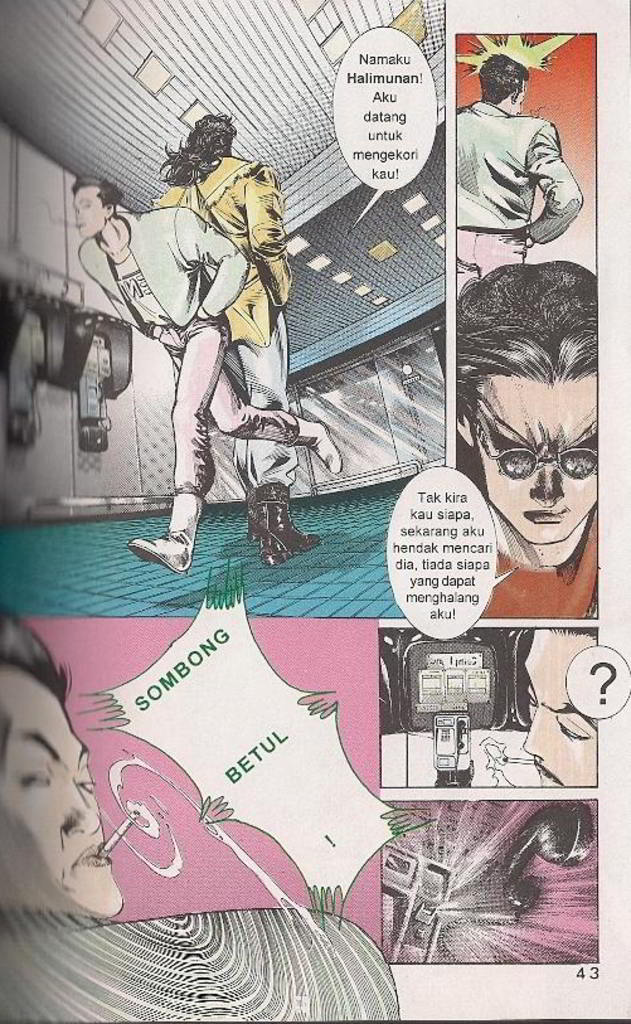 Namaku
Halimunan!
Aku
datang
untuk
mengekori
kau!
Tak kira
kau siapa,
sekarang aku
hendak mencari
dia, tiada siapa
yang dapat
menghalang
aku!
SOMBONG
BETUL
!
?
43